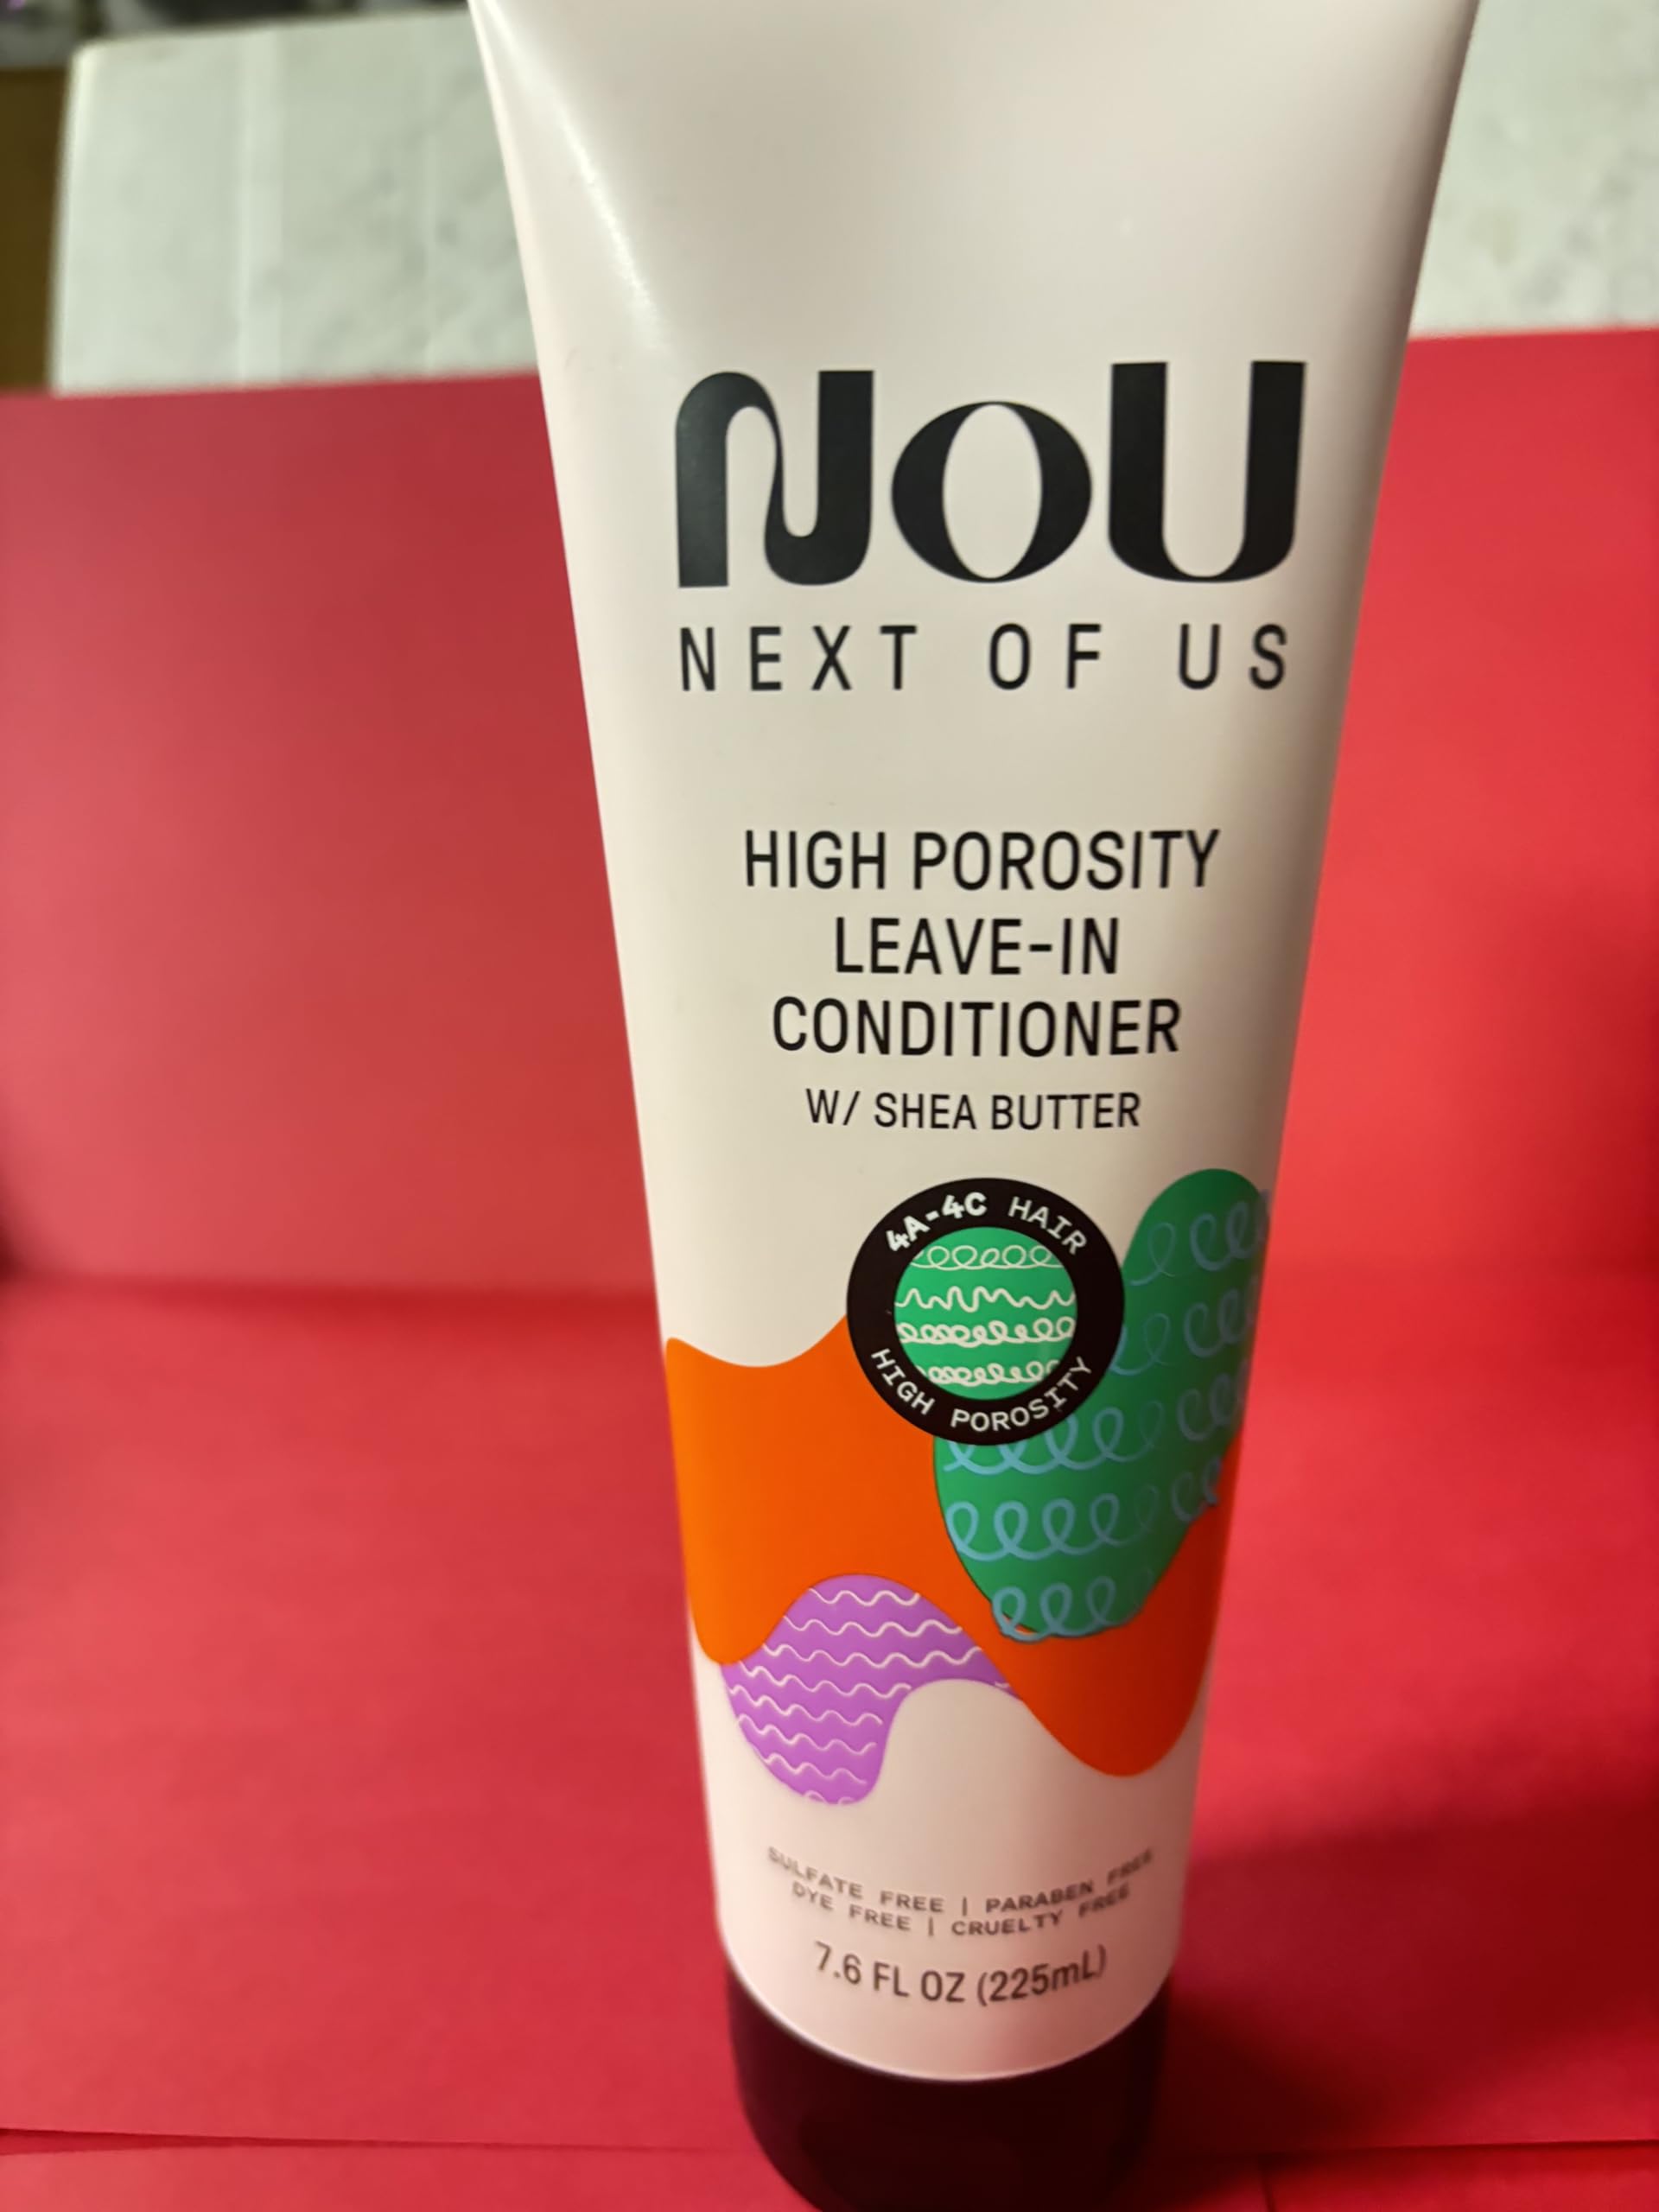 NOU
NEXT OF US
HIGH POROSITY
LEAVE-IN
CONDITIONER
W/ SHEA BUTTER
4A-4C HAIR
HIGH POROSITY
SULFATE FREE | PARABEN FREE
DYE FREE | CRUELTY FREE
7.6 FL OZ (225mL)